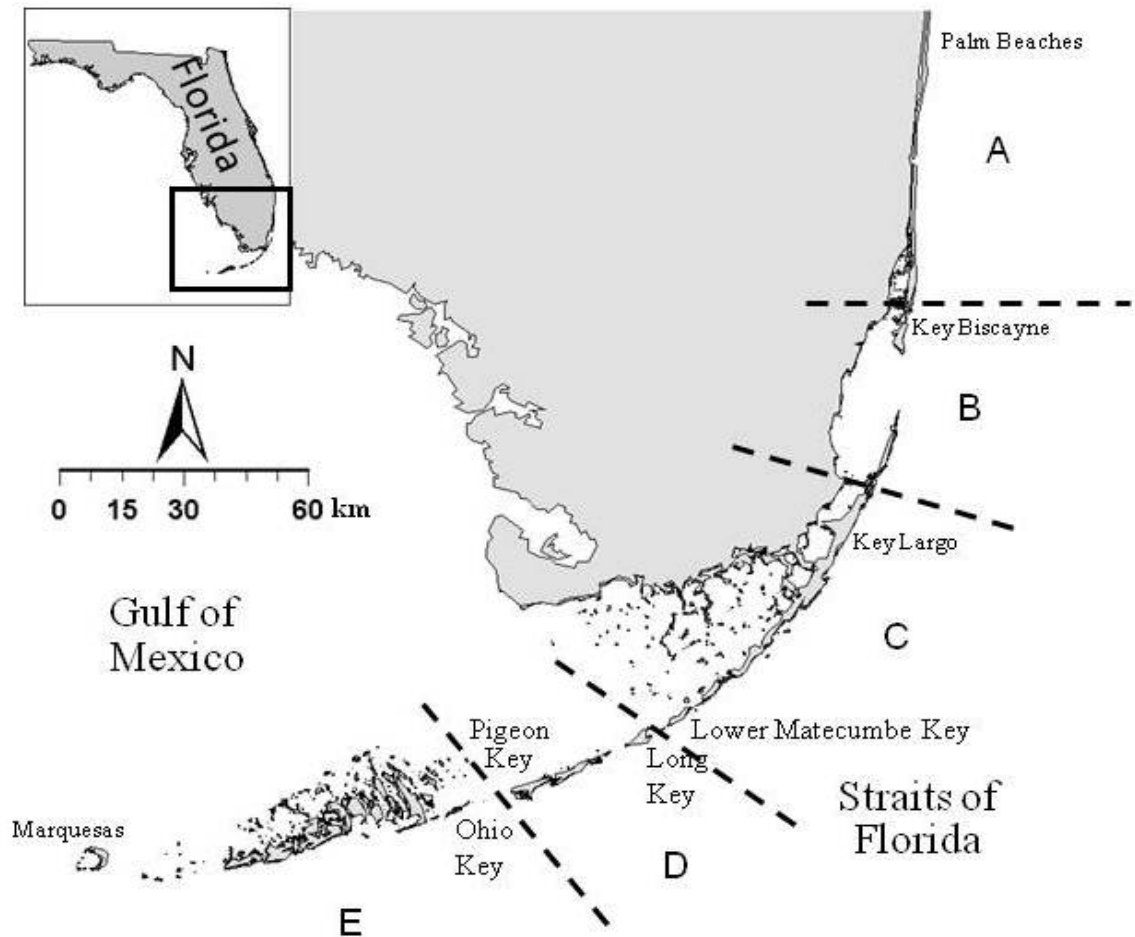 Florida
Palm Beaches
A
Key Biscayne
N
B
0 15 30 60 km
Key Largo
Gulf of
Mexico
C
Pigeon
Key
Lower Matecumbe Key
Long
Key
Straits of
Florida
Marquesas
Ohio
Key
D
E